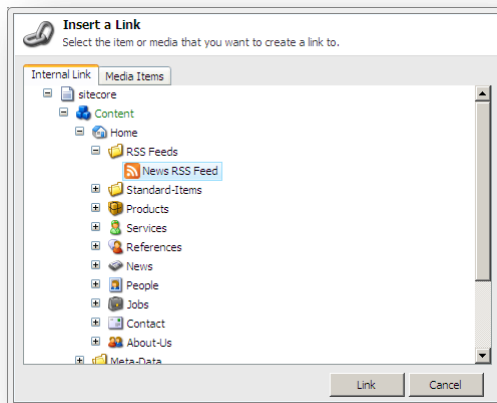 Insert a Link
Select the item or media that you want to create a link to.
Internal Link
Media Items
sitecore
Content
Home
RSS Feeds
News RSS Feed
Standard-Items
Products
Services
References
News
People
Jobs
Contact
About-Us
Meta-Data
Link
Cancel